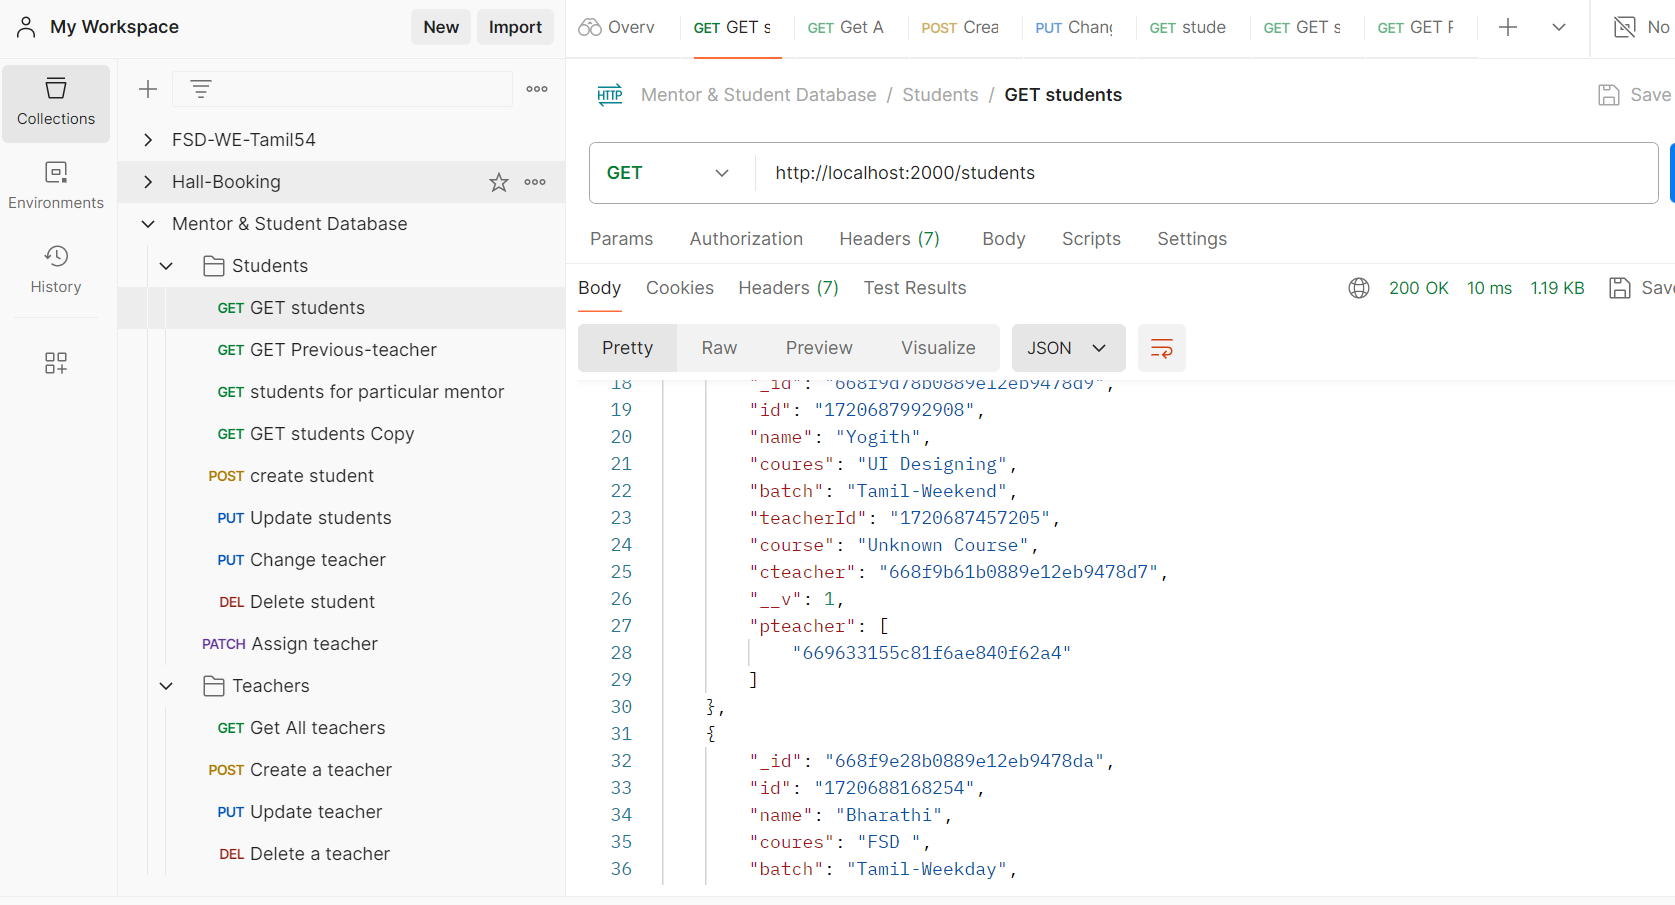 My Workspace
New
Import
Overv
GET GET s
GET Get A
POST Crea
PUT Chang
GET stude
GET GET s
GET GET F
No
Collections
Environments
History
FSD-WE-Tamil54
Hall-Booking
Mentor & Student Database
Students
GET GET students
GET GET Previous-teacher
GET students for particular mentor
GET GET students Copy
POST create student
PUT Update students
PUT Change teacher
DEL Delete student
PATCH Assign teacher
Teachers
GET Get All teachers
POST Create a teacher
PUT Update teacher
DEL Delete a teacher
HTTP Mentor & Student Database / Students / GET students
Save
GET http://localhost:2000/students
Params Authorization Headers (7) Body Scripts Settings
Body Cookies Headers (7) Test Results 200 OK 10 ms 1.19 KB Save
Pretty Raw Preview Visualize JSON
18 "_id": "668f9d78b0889e12eb9478d9",
19 "id": "1720687992908",
20 "name": "Yogith",
21 "coures": "UI Designing",
22 "batch": "Tamil-Weekend",
23 "teacherId": "1720687457205",
24 "course": "Unknown Course",
25 "cteacher": "668f9b61b0889e12eb9478d7",
26 "__v": 1,
27 "pteacher": [
28 "669633155c81f6ae840f62a4"
29 ]
30 },
31 {
32 "_id": "668f9e28b0889e12eb9478da",
33 "id": "1720688168254",
34 "name": "Bharathi",
35 "coures": "FSD ",
36 "batch": "Tamil-Weekday",